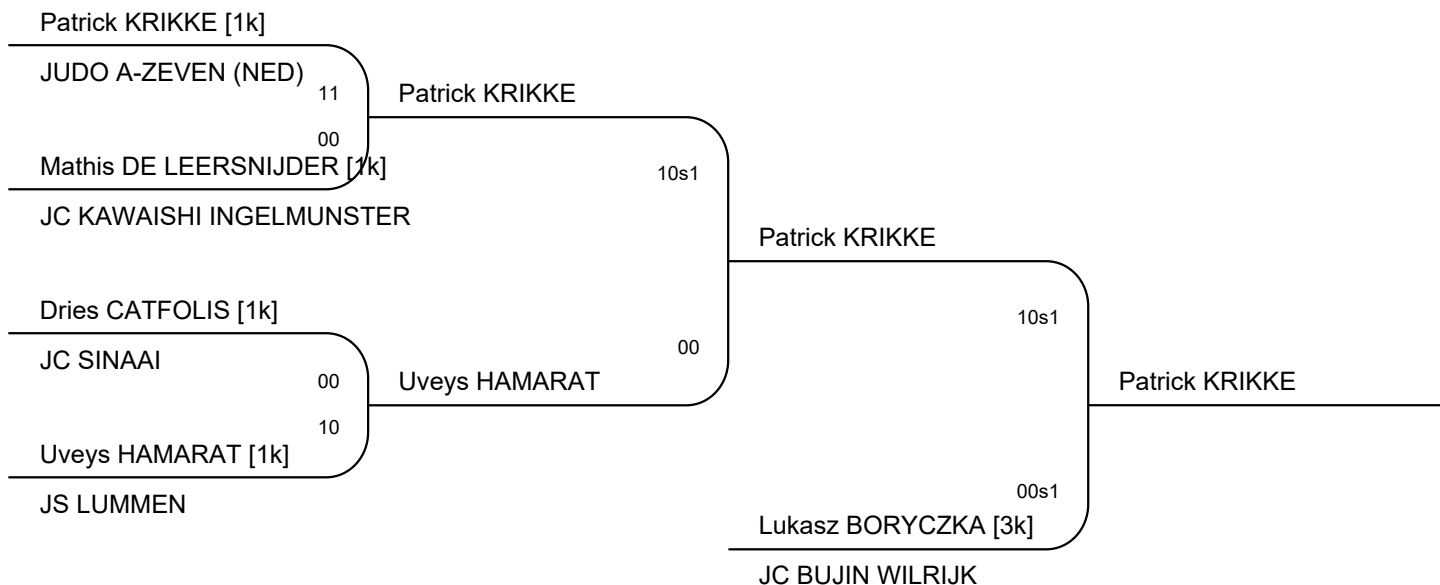 Patrick KRIKKE [1k]
JUDO A-ZEVEN (NED)
11
Patrick KRIKKE
00
Mathis DE LEERSNIJDER [1k]
10s1
JC KAWAISHI INGELMUNSTER
Patrick KRIKKE
Dries CATFOLIS [1k]
10s1
JC SINAAI
00
00
Uveys HAMARAT
Patrick KRIKKE
10
Uveys HAMARAT [1k]
00s1
JS LUMMEN
Lukasz BORYCZKA [3k]
JC BUJIN WILRIJK